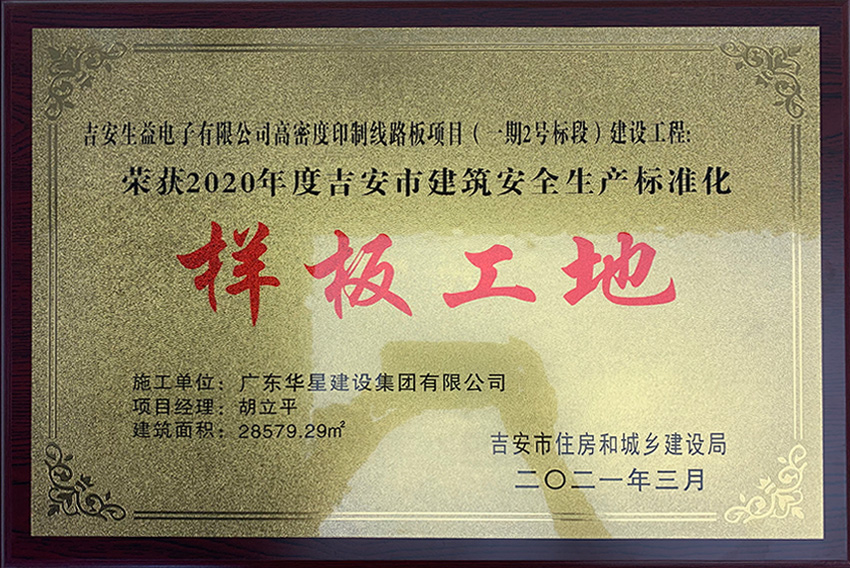 吉安生益电子有限公司高密度印制线路板项目（一期2号标段）建设工程:
荣获2020年度吉安市建筑安全生产标准化
样板工地
施工单位：广东华星建设集团有限公司
项目经理：胡立平
建筑面积：28579.29㎡
吉安市住房和城乡建设局
二〇二一年三月